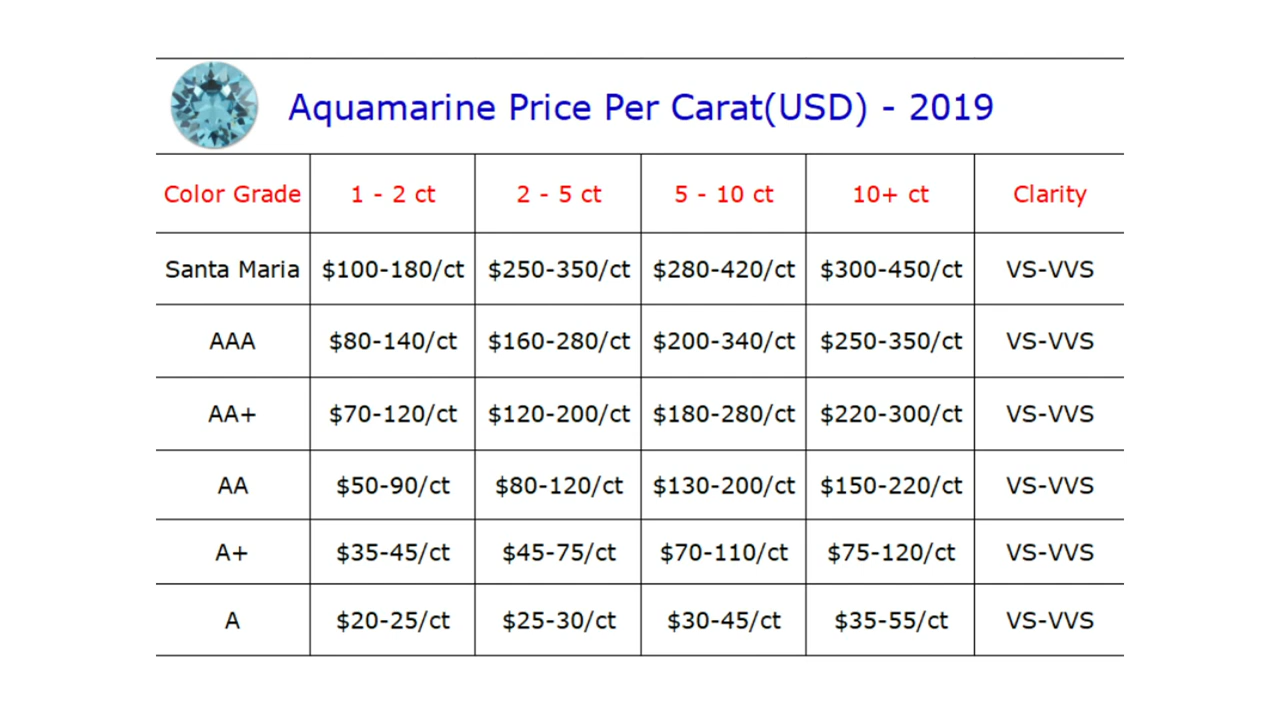 Aquamarine Price Per Carat(USD) - 2019
Color Grade 1 - 2 ct 2 - 5 ct 5 - 10 ct 10+ ct Clarity
Santa Maria $100-180/ct $250-350/ct $280-420/ct $300-450/ct VS-VVS
AAA $80-140/ct $160-280/ct $200-340/ct $250-350/ct VS-VVS
AA+ $70-120/ct $120-200/ct $180-280/ct $220-300/ct VS-VVS
AA $50-90/ct $80-120/ct $130-200/ct $150-220/ct VS-VVS
A+ $35-45/ct $45-75/ct $70-110/ct $75-120/ct VS-VVS
A $20-25/ct $25-30/ct $30-45/ct $35-55/ct VS-VVS